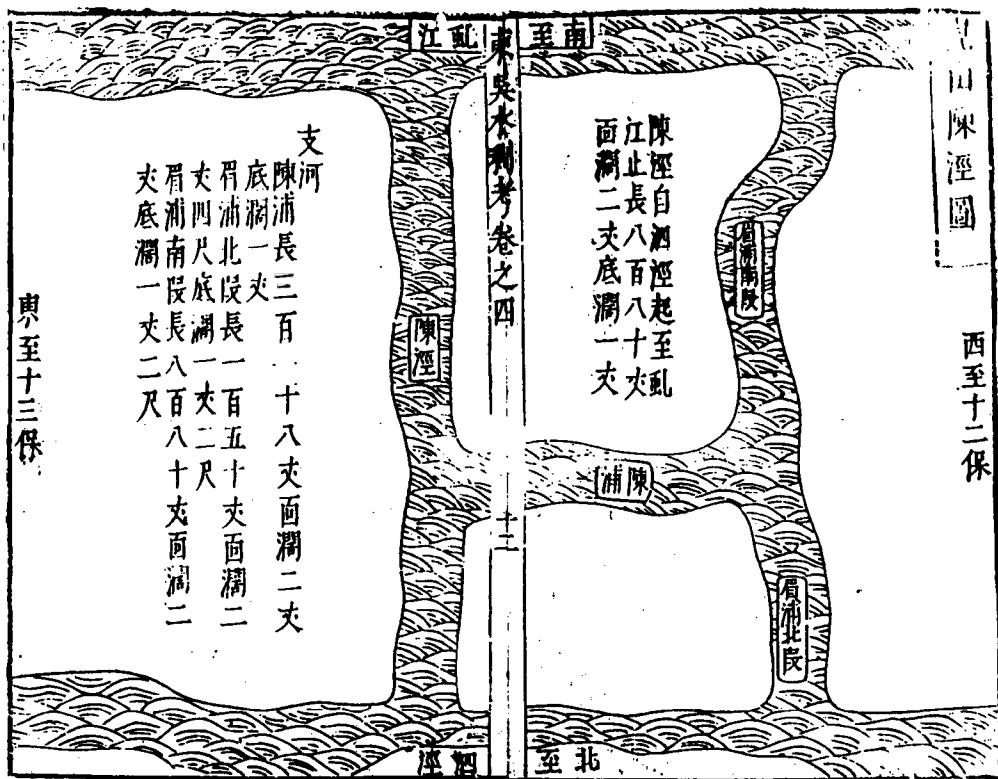 陳涇圖
西至十二保
南至
眉浦南段
眉浦北段
陳浦
陳涇自泗涇起至虬
江止長八百八十丈
面濶二丈底濶一丈
北至
東吳水利考卷之四
十二
虬江
陳涇
支河
陳浦長三百十八丈面濶二丈
底濶一丈
眉浦北段長一百五十丈面濶二
丈四尺底濶一丈二尺
眉浦南段長八百八十丈面濶二
丈底濶一丈二尺
泗涇
東至十三保